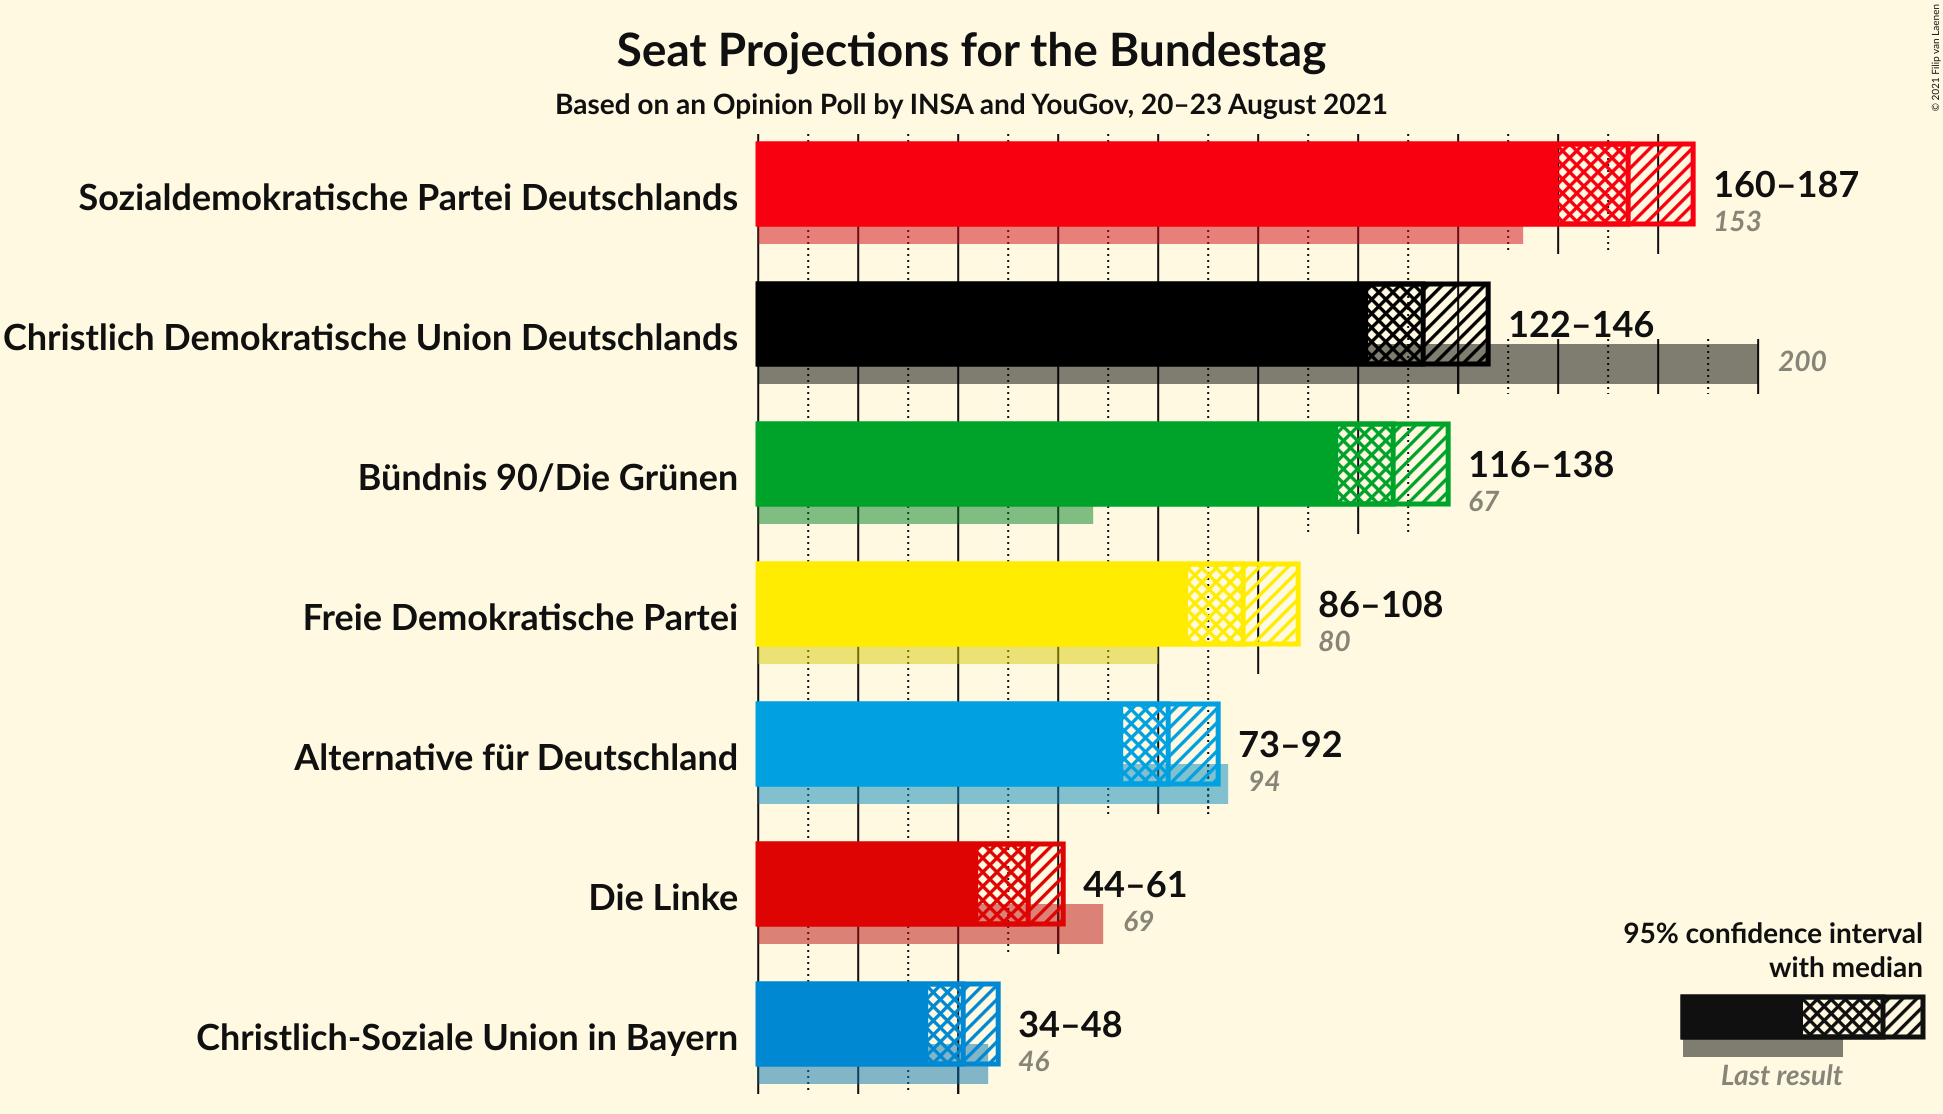 Seat Projections for the Bundestag
Based on an Opinion Poll by INSA and YouGov, 20–23 August 2021
© 2021 Filip van Laenen
Sozialdemokratische Partei Deutschlands
160–187
153
Christlich Demokratische Union Deutschlands
122–146
200
Bündnis 90/Die Grünen
116–138
67
Freie Demokratische Partei
86–108
80
Alternative für Deutschland
73–92
94
Die Linke
44–61
69
Christlich-Soziale Union in Bayern
34–48
46
95% confidence interval
with median
Last result